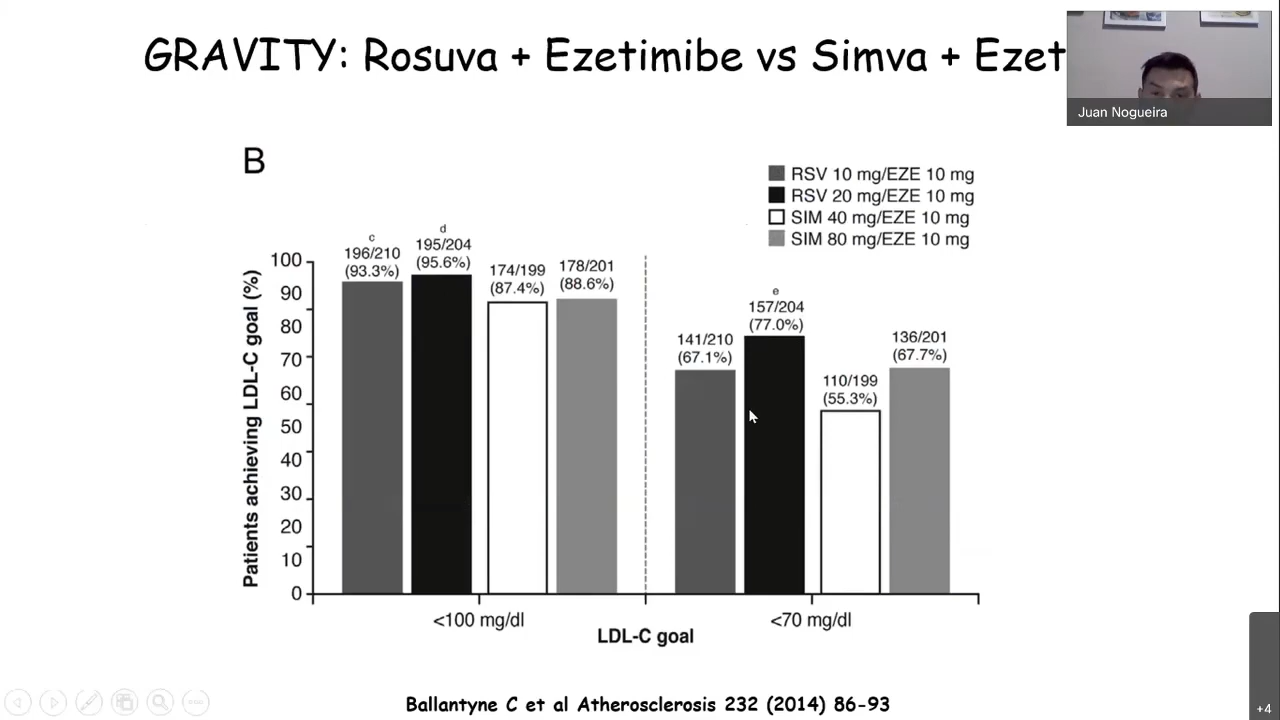 GRAVITY: Rosuva + Ezetimibe vs Simva + Ezet
Juan Nogueira
B
RSV 10 mg/EZE 10 mg
RSV 20 mg/EZE 10 mg
SIM 40 mg/EZE 10 mg
SIM 80 mg/EZE 10 mg
Patients achieving LDL-C goal (%)
100
90
80
70
60
50
40
30
20
10
0
c
196/210
(93.3%)
d
195/204
(95.6%)
174/199
(87.4%)
178/201
(88.6%)
141/210
(67.1%)
e
157/204
(77.0%)
110/199
(55.3%)
136/201
(67.7%)
<100 mg/dl
<70 mg/dl
LDL-C goal
Ballantyne C et al Atherosclerosis 232 (2014) 86-93
+4